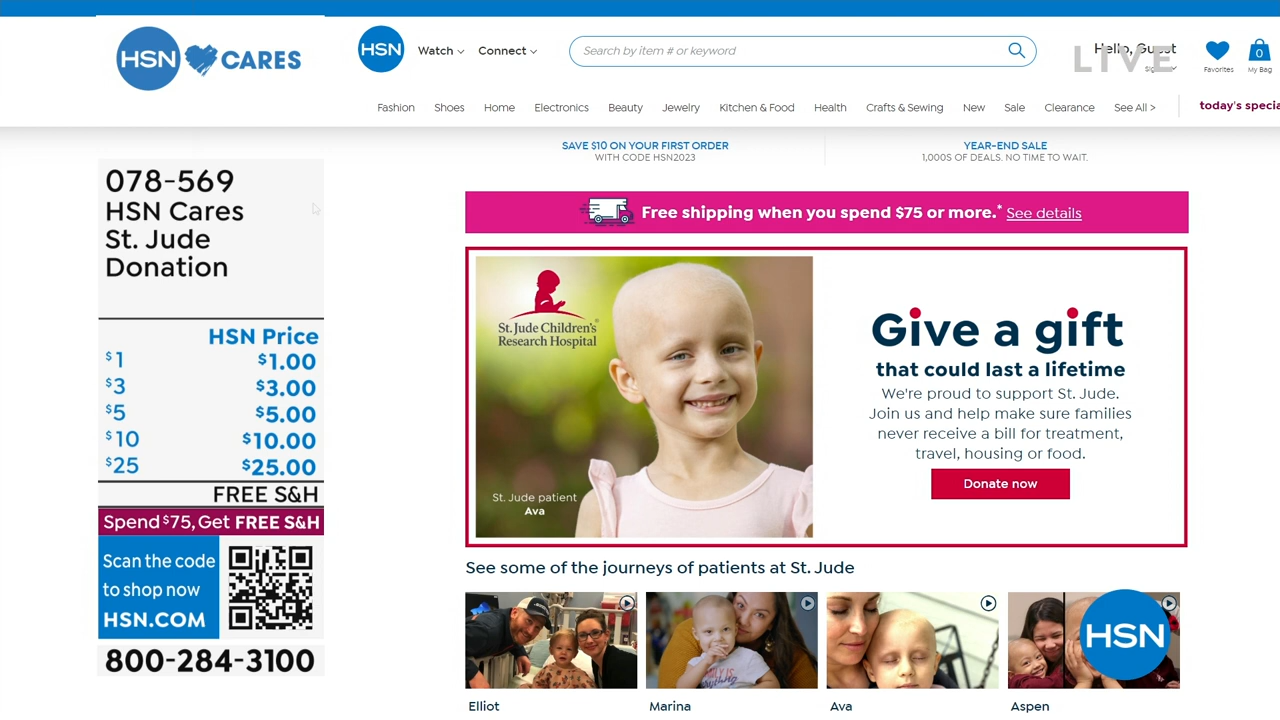 HSN CARES
HSN
Watch
Connect
Search by item # or keyword
Hello, Guest
LIVE
Favorites
0
My Bag
Fashion
Shoes
Home
Electronics
Beauty
Jewelry
Kitchen & Food
Health
Crafts & Sewing
New
Sale
Clearance
See All >
today's specia
SAVE $10 ON YOUR FIRST ORDER
WITH CODE HSN2023
YEAR-END SALE
1,000S OF DEALS. NO TIME TO WAIT.
078-569
HSN Cares
St. Jude
Donation
HSN Price
$1 $1.00
$3 $3.00
$5 $5.00
$10 $10.00
$25 $25.00
FREE S&H
Spend $75, Get FREE S&H
Scan the code
to shop now
HSN.COM
800-284-3100
Free shipping when you spend $75 or more.* See details
St. Jude Children's®
Research Hospital
St. Jude patient
Ava
Give a gift
that could last a lifetime
We're proud to support St. Jude.
Join us and help make sure families
never receive a bill for treatment,
travel, housing or food.
Donate now
See some of the journeys of patients at St. Jude
Elliot
Marina
Ava
Aspen
HSN